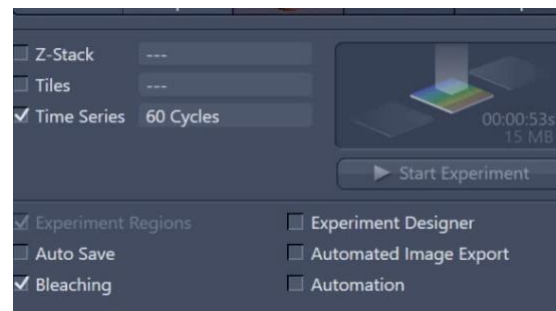 Z-Stack ---
Tiles ---
Time Series 60 Cycles
00:00:53s
15 MB
Start Experiment
Experiment Regions Experiment Designer
Auto Save Automated Image Export
Bleaching Automation